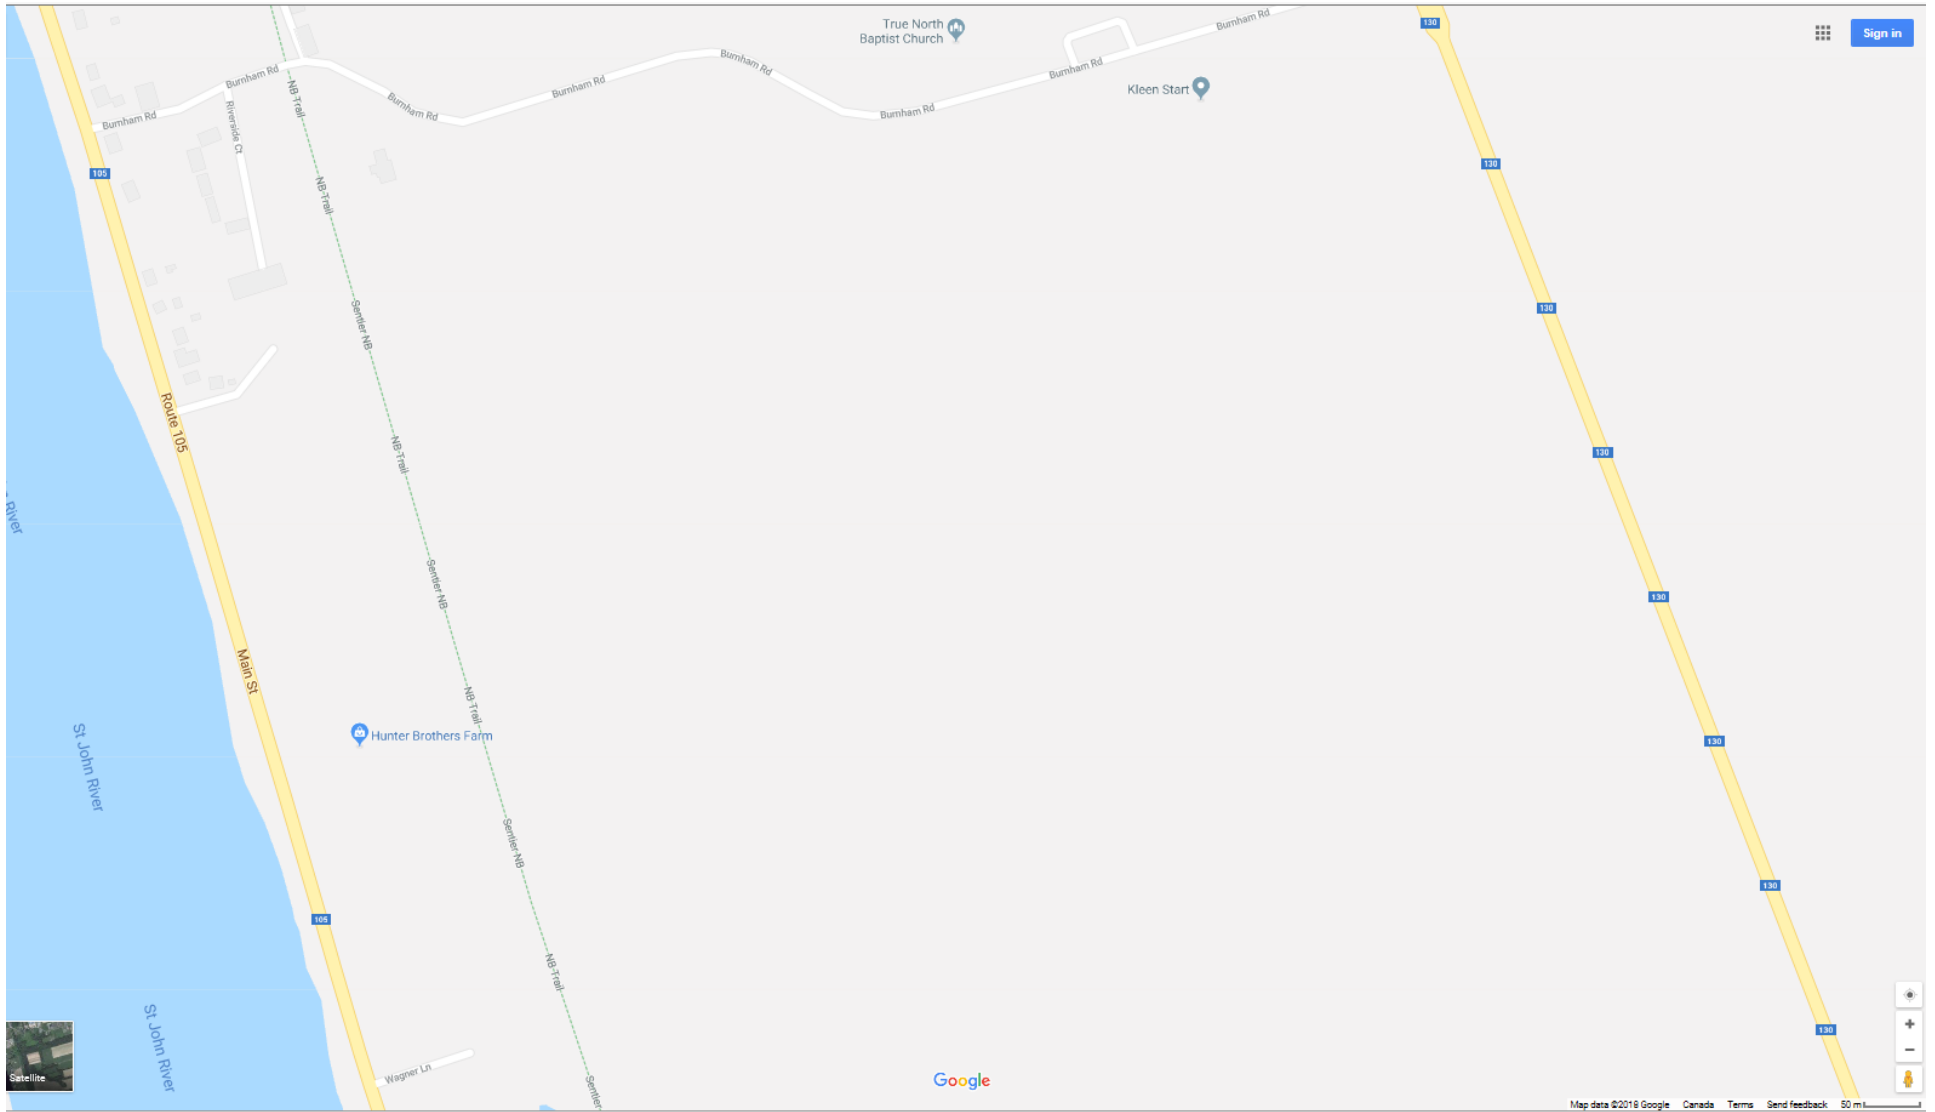 True North
Baptist Church
Burnham Rd
130
Sign in
Burnham Rd
Burnham Rd
Burnham Rd
Kleen Start
Burnham Rd
NB Trail
Burnham Rd
Burnham Rd
Burnham Rd
Riverside Ct
130
105
NB Trail
Sentier NB
130
Route 105
NB Trail
130
River
Sentier NB
130
Main St
NB Trail
Hunter Brothers Farm
130
St John River
Sentier NB
130
105
NB Trail
130
St John River
Wagner Ln
Satellite
Google
Sentier
Map data ©2018 Google Canada Terms Send feedback 50 m